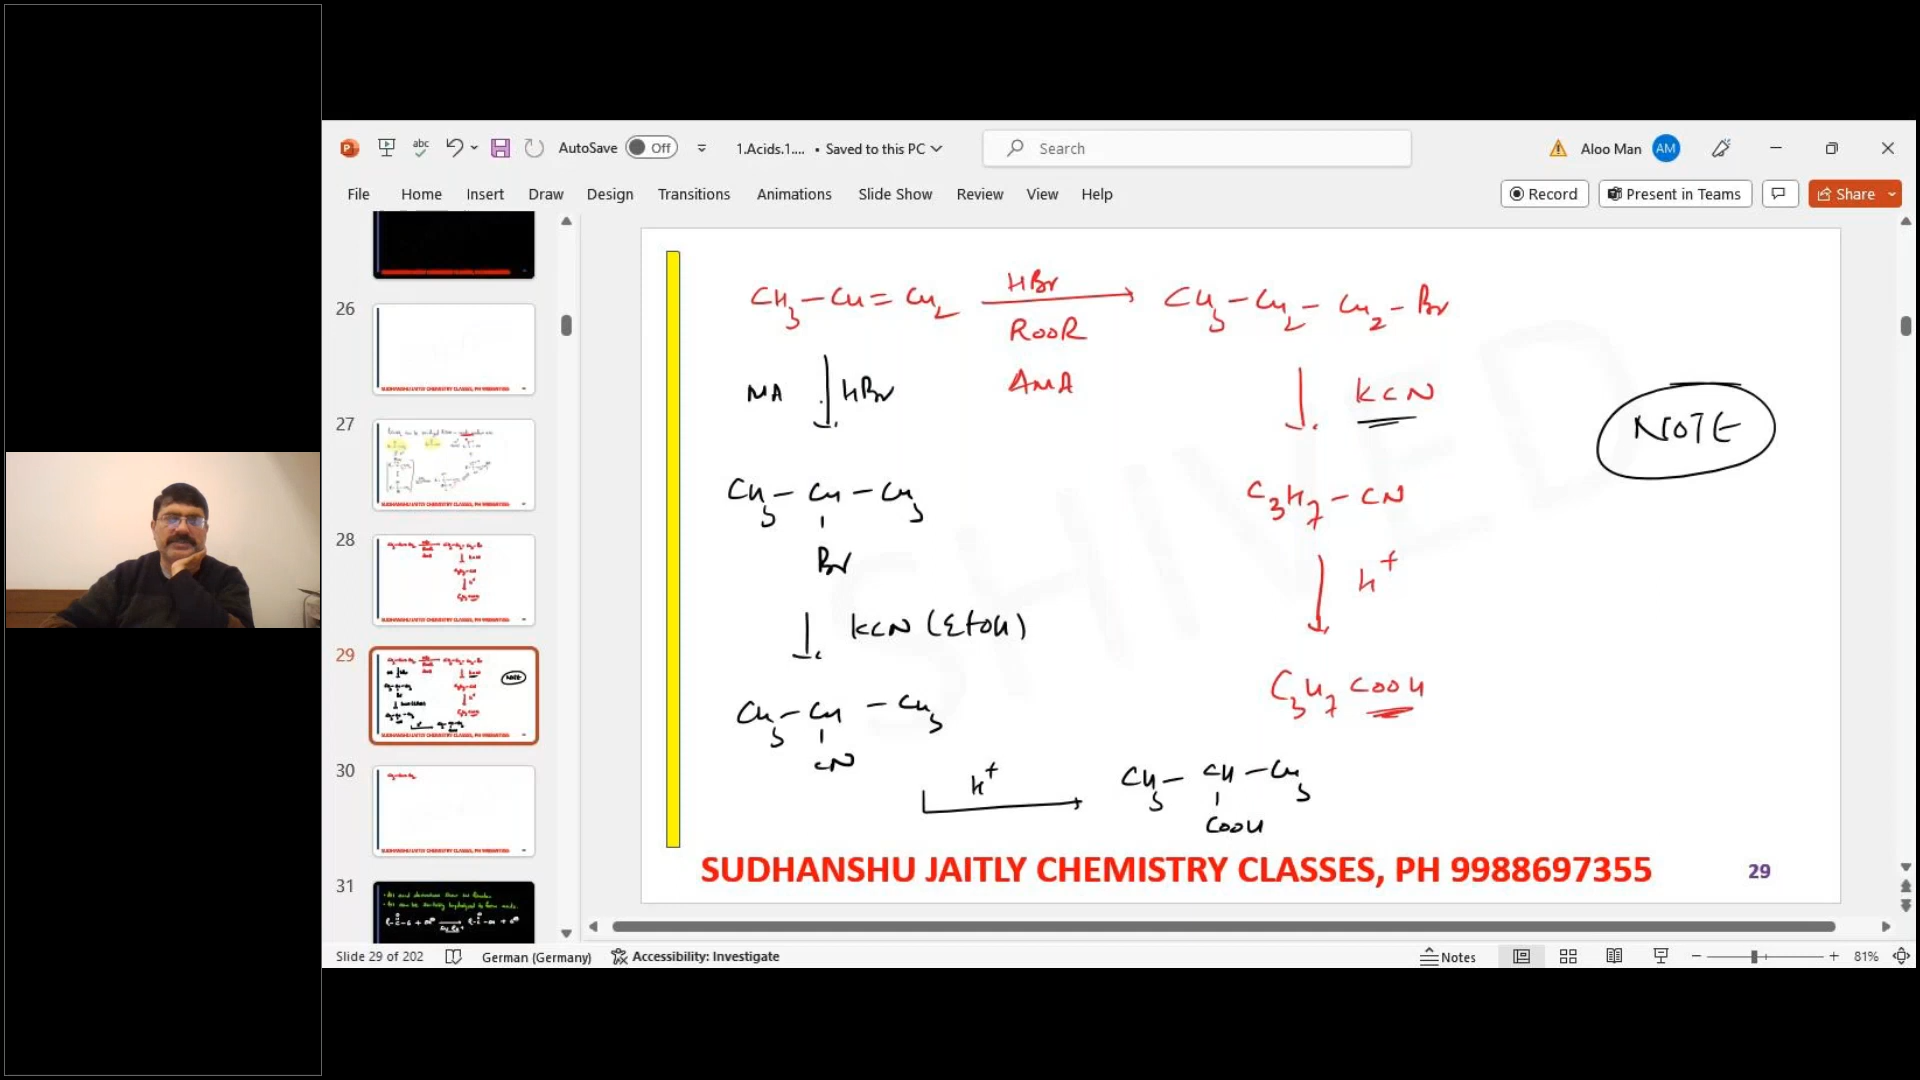 AutoSave Off 1.Acids.1.... • Saved to this PC Search Aloo Man AM
File Home Insert Draw Design Transitions Animations Slide Show Review View Help Record Present in Teams Share
26
27
28
29
30
31
CH3-CH=CH2 HBr ROOR AMA CH3-CH2-CH2-Br
MA HBr
KCN
NOTE
CH3-CH-CH3
Br
C3H7-CN
H+
KCN (EtOH)
C3H7COOH
CH3-CH-CH3
CN
H+
CH3-CH-CH3
COOH
SUDHANSHU JAITLY CHEMISTRY CLASSES, PH 9988697355 29
SHIVED
Slide 29 of 202 German (Germany) Accessibility: Investigate Notes 81%